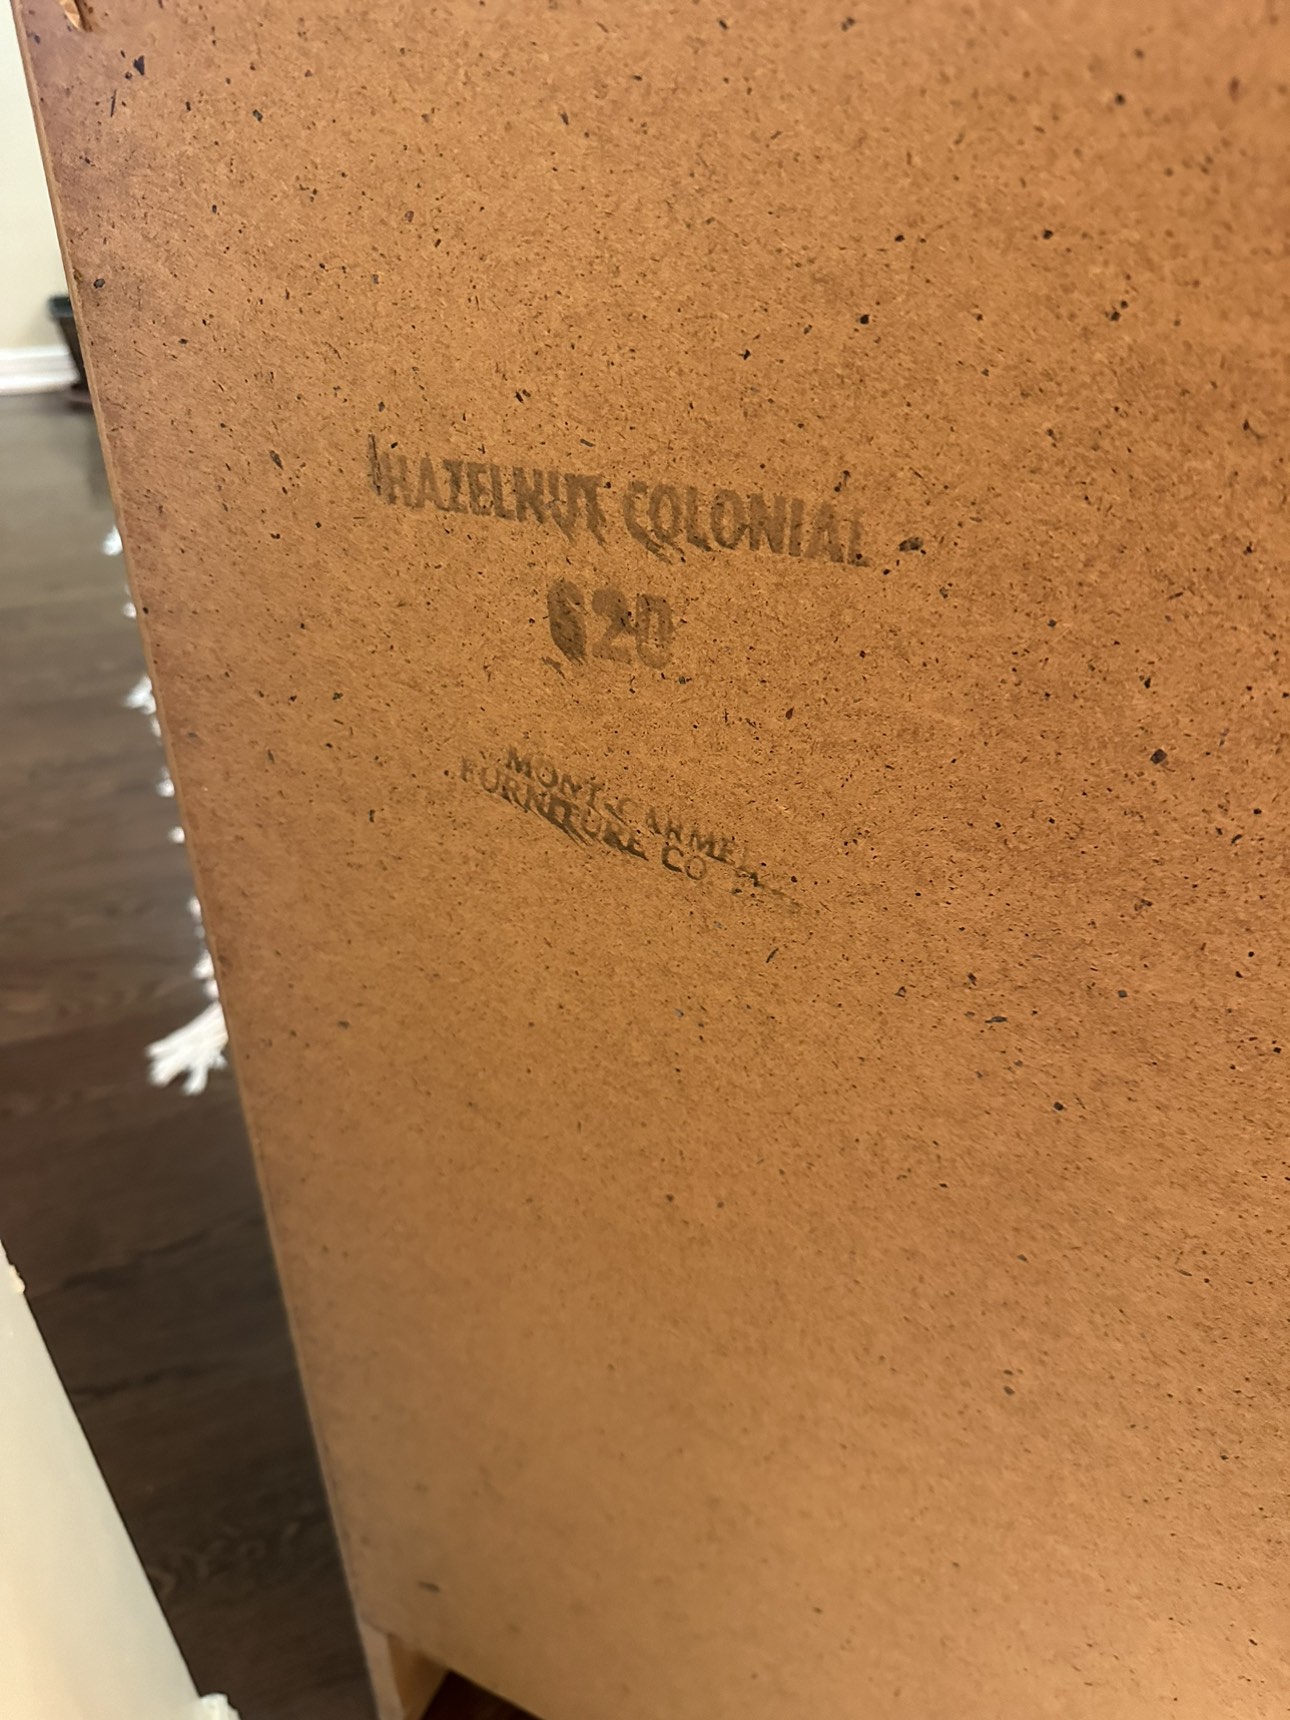 HAZELNUT COLONIAL
620
MONT-CARMEL
FURNITURE CO